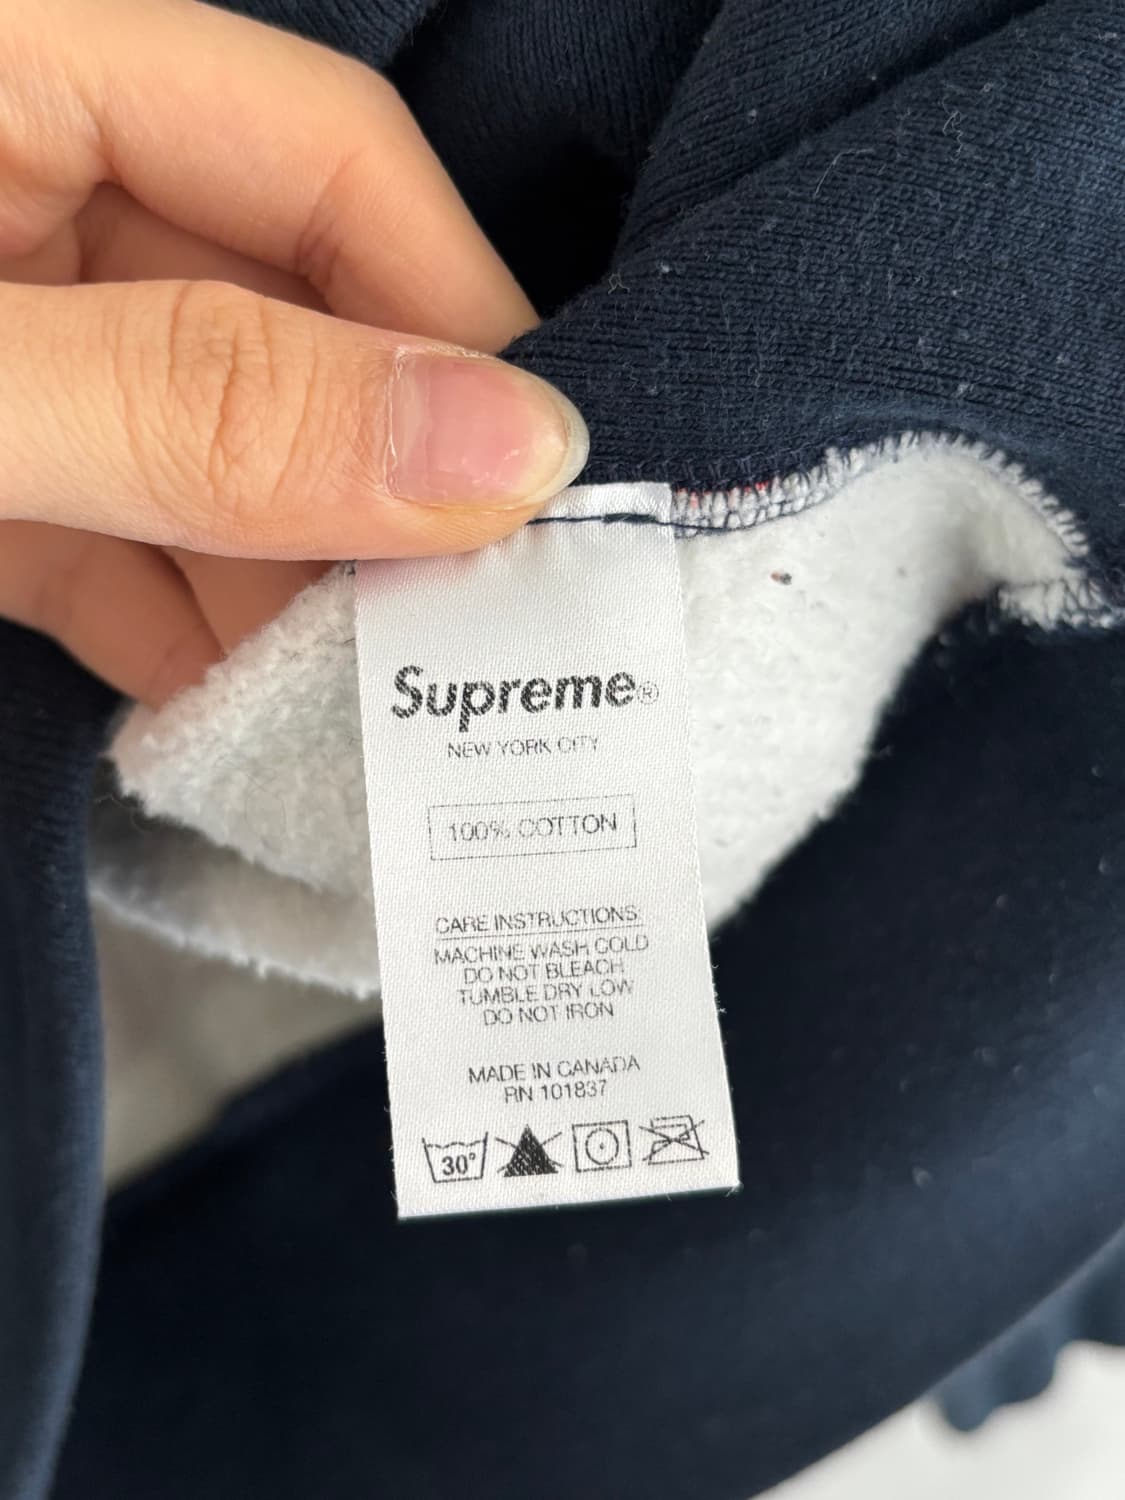 Supreme®
NEW YORK CITY
100% COTTON
CARE INSTRUCTIONS
MACHINE WASH COLD
DO NOT BLEACH
TUMBLE DRY LOW
DO NOT IRON
MADE IN CANADA
RN 101837
30°